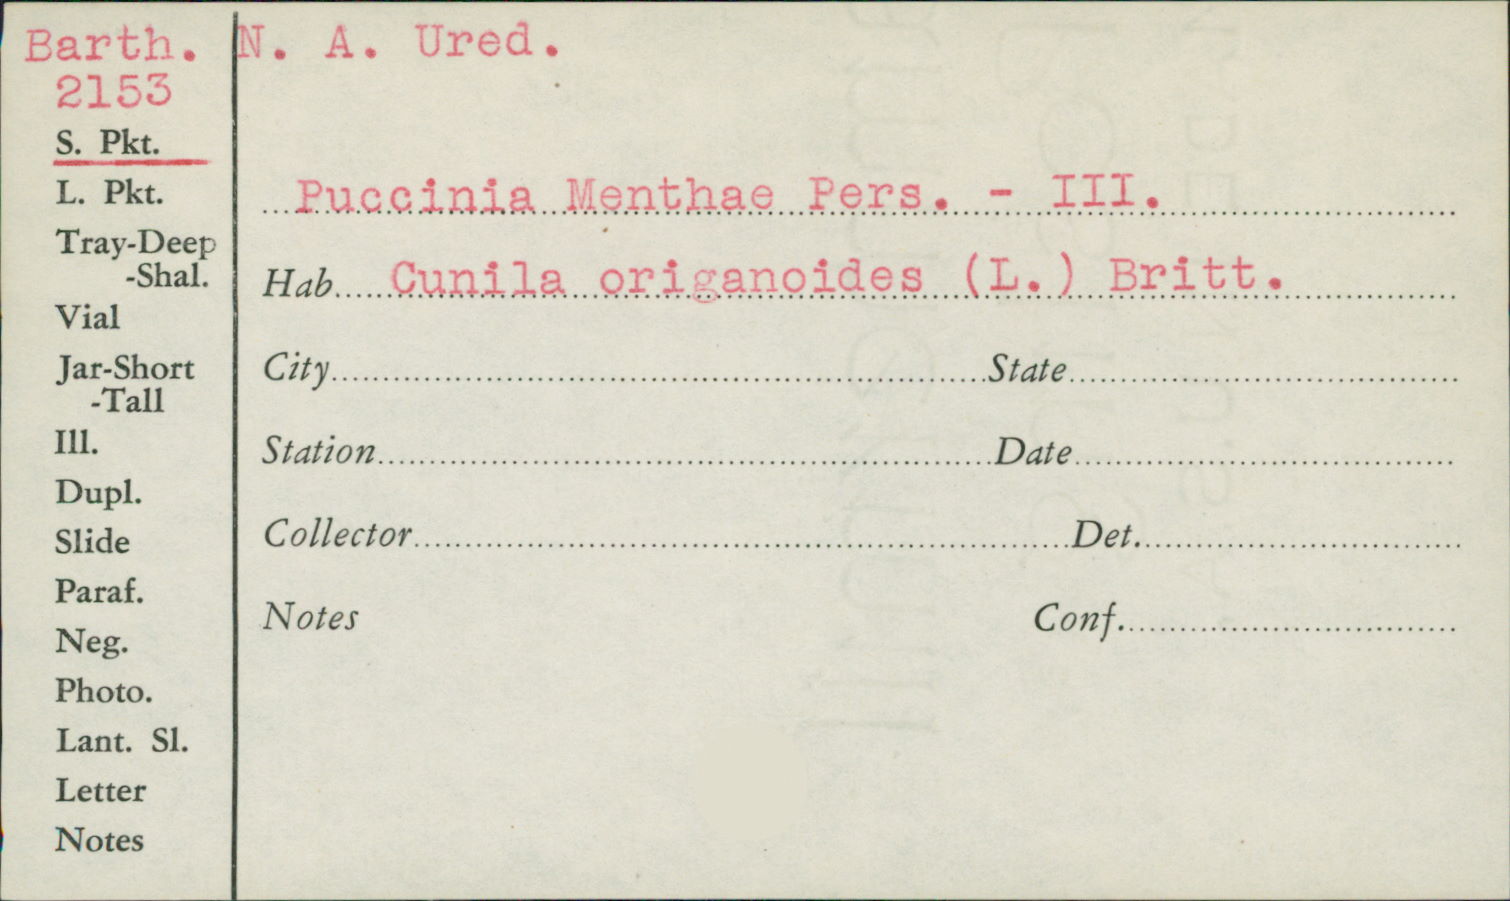 Barth. N. A. Ured.
2153
S. Pkt.
L. Pkt.
Puccinia Menthae Pers. - III.
Tray-Deep
-Shal.
Hab. Cunila origanoides (L.) Britt.
Vial
Jar-Short
-Tall
City State
Ill.
Station Date
Dupl.
Slide
Collector Det.
Paraf.
Notes Conf.
Neg.
Photo.
Lant. Sl.
Letter
Notes